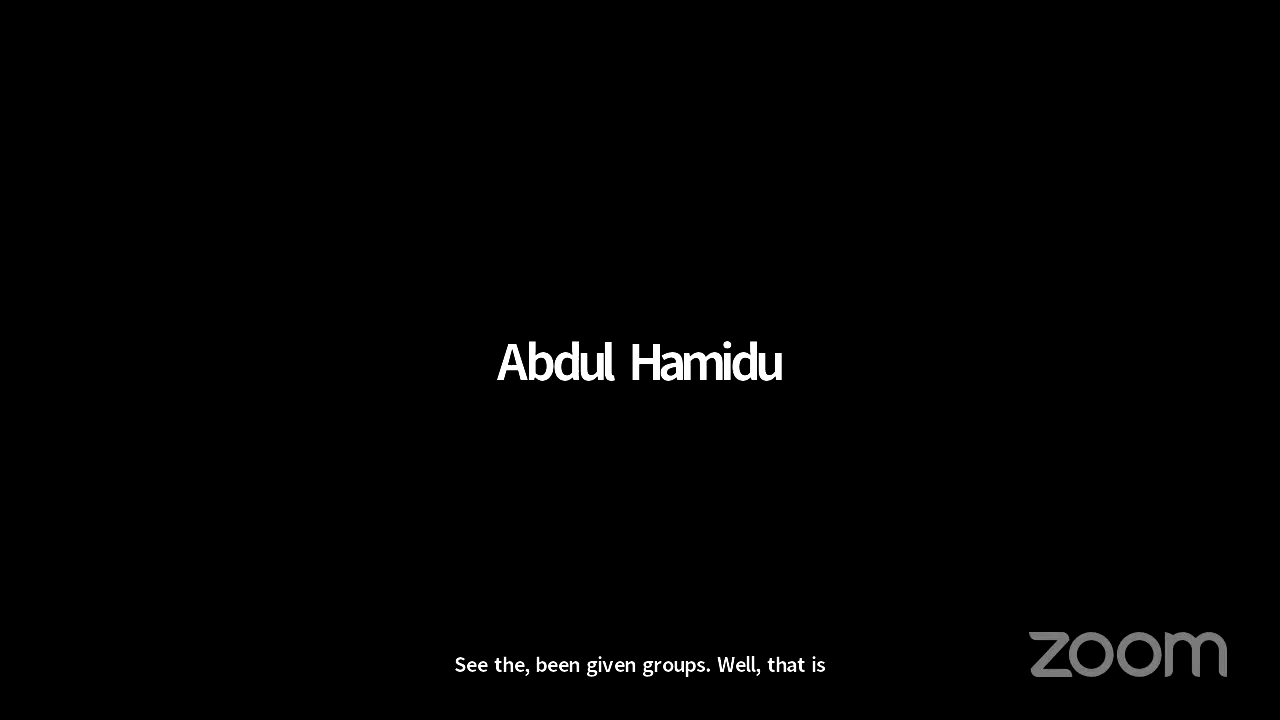 Abdul Hamidu
See the, been given groups. Well, that is
zoom